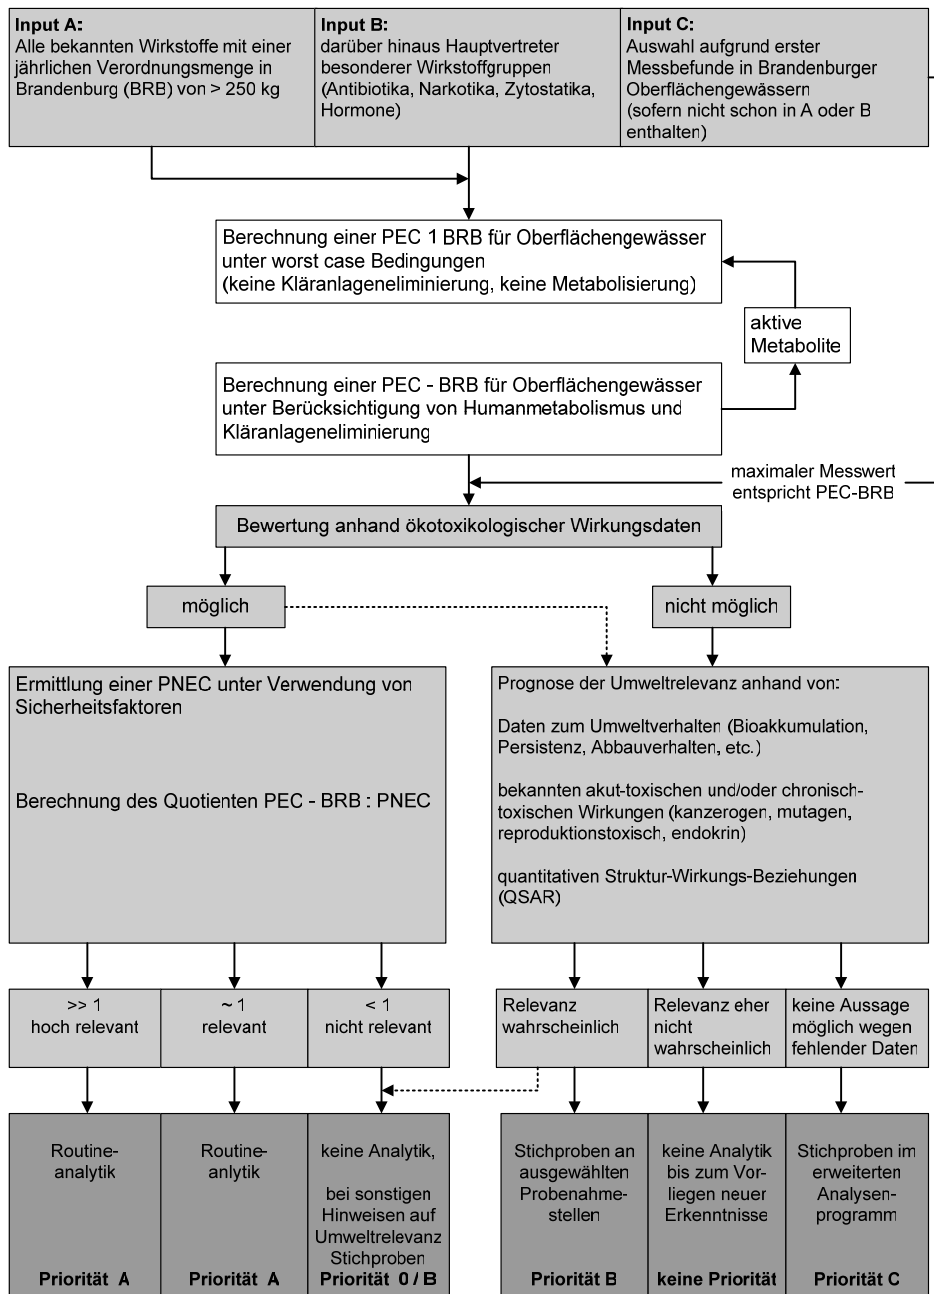 Input A:
Alle bekannten Wirkstoffe mit einer
jährlichen Verordnungsmenge in
Brandenburg (BRB) von > 250 kg
Input B:
darüber hinaus Hauptvertreter
besonderer Wirkstoffgruppen
(Antibiotika, Narkotika, Zytostatika,
Hormone)
Input C:
Auswahl aufgrund erster
Messbefunde in Brandenburger
Oberflächengewässern
(sofern nicht schon in A oder B
enthalten)
Berechnung einer PEC 1 BRB für Oberflächengewässer
unter worst case Bedingungen
(keine Kläranlageneliminierung, keine Metabolisierung)
aktive
Metabolite
Berechnung einer PEC - BRB für Oberflächengewässer
unter Berücksichtigung von Humanmetabolismus und
Kläranlageneliminierung
maximaler Messwert
entspricht PEC-BRB
Bewertung anhand ökotoxikologischer Wirkungsdaten
möglich
nicht möglich
Ermittlung einer PNEC unter Verwendung von
Sicherheitsfaktoren
Berechnung des Quotienten PEC - BRB : PNEC
Prognose der Umweltrelevanz anhand von:
Daten zum Umweltverhalten (Bioakkumulation,
Persistenz, Abbauverhalten, etc.)
bekannten akut-toxischen und/oder chronisch-
toxischen Wirkungen (kanzerogen, mutagen,
reproduktionstoxisch, endokrin)
quantitativen Struktur-Wirkungs-Beziehungen
(QSAR)
>> 1
hoch relevant
~ 1
relevant
< 1
nicht relevant
Relevanz
wahrscheinlich
Relevanz eher
nicht
wahrscheinlich
keine Aussage
möglich wegen
fehlender Daten
Routine-
analytik
Priorität A
Routine-
anlytik
Priorität A
keine Analytik,
bei sonstigen
Hinweisen auf
Umweltrelevanz
Stichproben
Priorität 0 / B
Stichproben an
ausgewählten
Probenahme-
stellen
Priorität B
keine Analytik
bis zum Vor-
liegen neuer
Erkenntnisse
keine Priorität
Stichproben im
erweiterten
Analysen-
programm
Priorität C